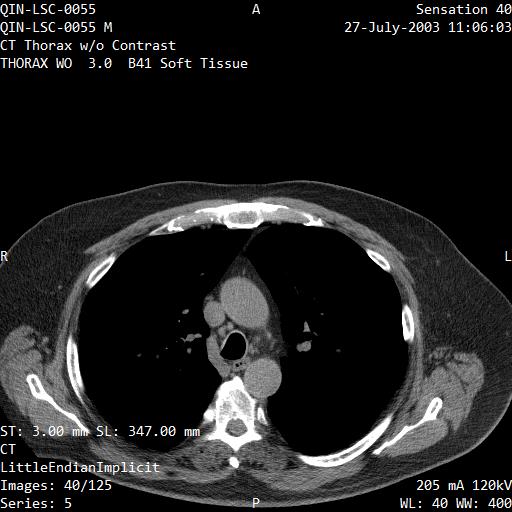 QIN-LSC-0055
A
Sensation 40
QIN-LSC-0055 M
27-July-2003 11:06:03
CT Thorax w/o Contrast
THORAX WO 3.0 B41 Soft Tissue
R
L
ST: 3.00 mm SL: 347.00 mm
CT
LittleEndianImplicit
Images: 40/125
205 mA 120kV
Series: 5
P
WL: 40 WW: 400